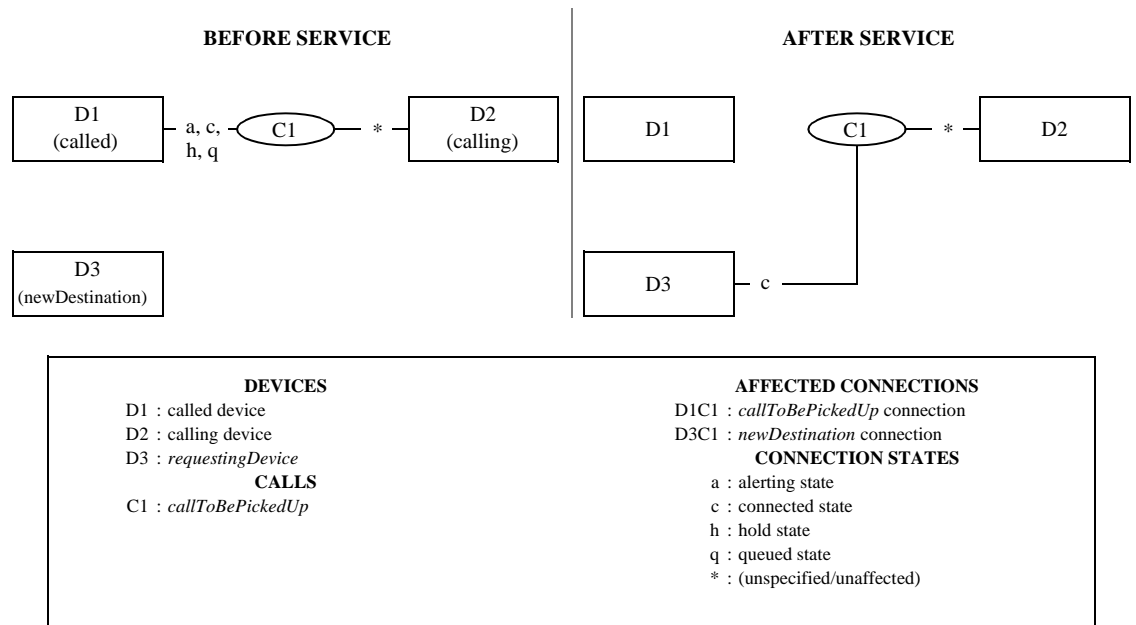 BEFORE SERVICE
AFTER SERVICE
D1
(called)
a, c,
h, q
C1
*
D2
(calling)
D1
C1
*
D2
D3
(newDestination)
D3
c
DEVICES
D1 : called device
D2 : calling device
D3 : requestingDevice
CALLS
C1 : callToBePickedUp
AFFECTED CONNECTIONS
D1C1 : callToBePickedUp connection
D3C1 : newDestination connection
CONNECTION STATES
a : alerting state
c : connected state
h : hold state
q : queued state
* : (unspecified/unaffected)